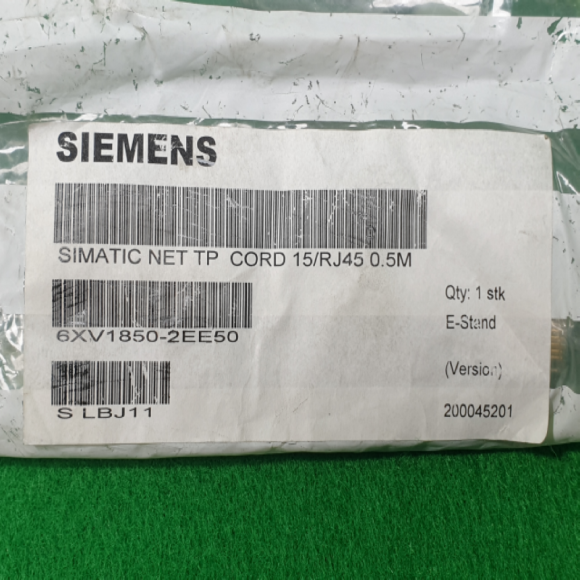 SIEMENS
SIMATIC NET TP CORD 15/RJ45 0.5M
Qty: 1 stk
6XV1850-2EE50
E-Stand
(Version)
S LBJ11
200045201